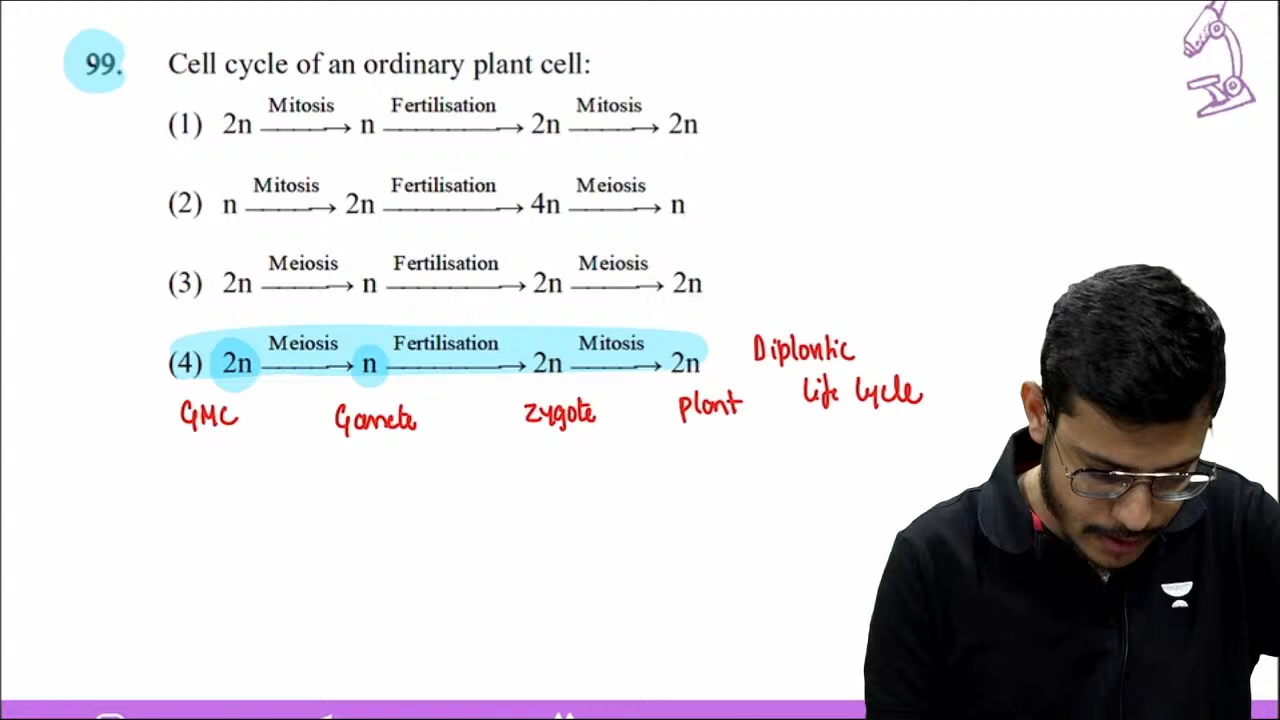 99. Cell cycle of an ordinary plant cell:
(1) 2n Mitosis → n Fertilisation → 2n Mitosis → 2n
(2) n Mitosis → 2n Fertilisation → 4n Meiosis → n
(3) 2n Meiosis → n Fertilisation → 2n Meiosis → 2n
(4) 2n Meiosis → n Fertilisation → 2n Mitosis → 2n
GMC Gamete Zygote Plant
Diplontic
life cycle